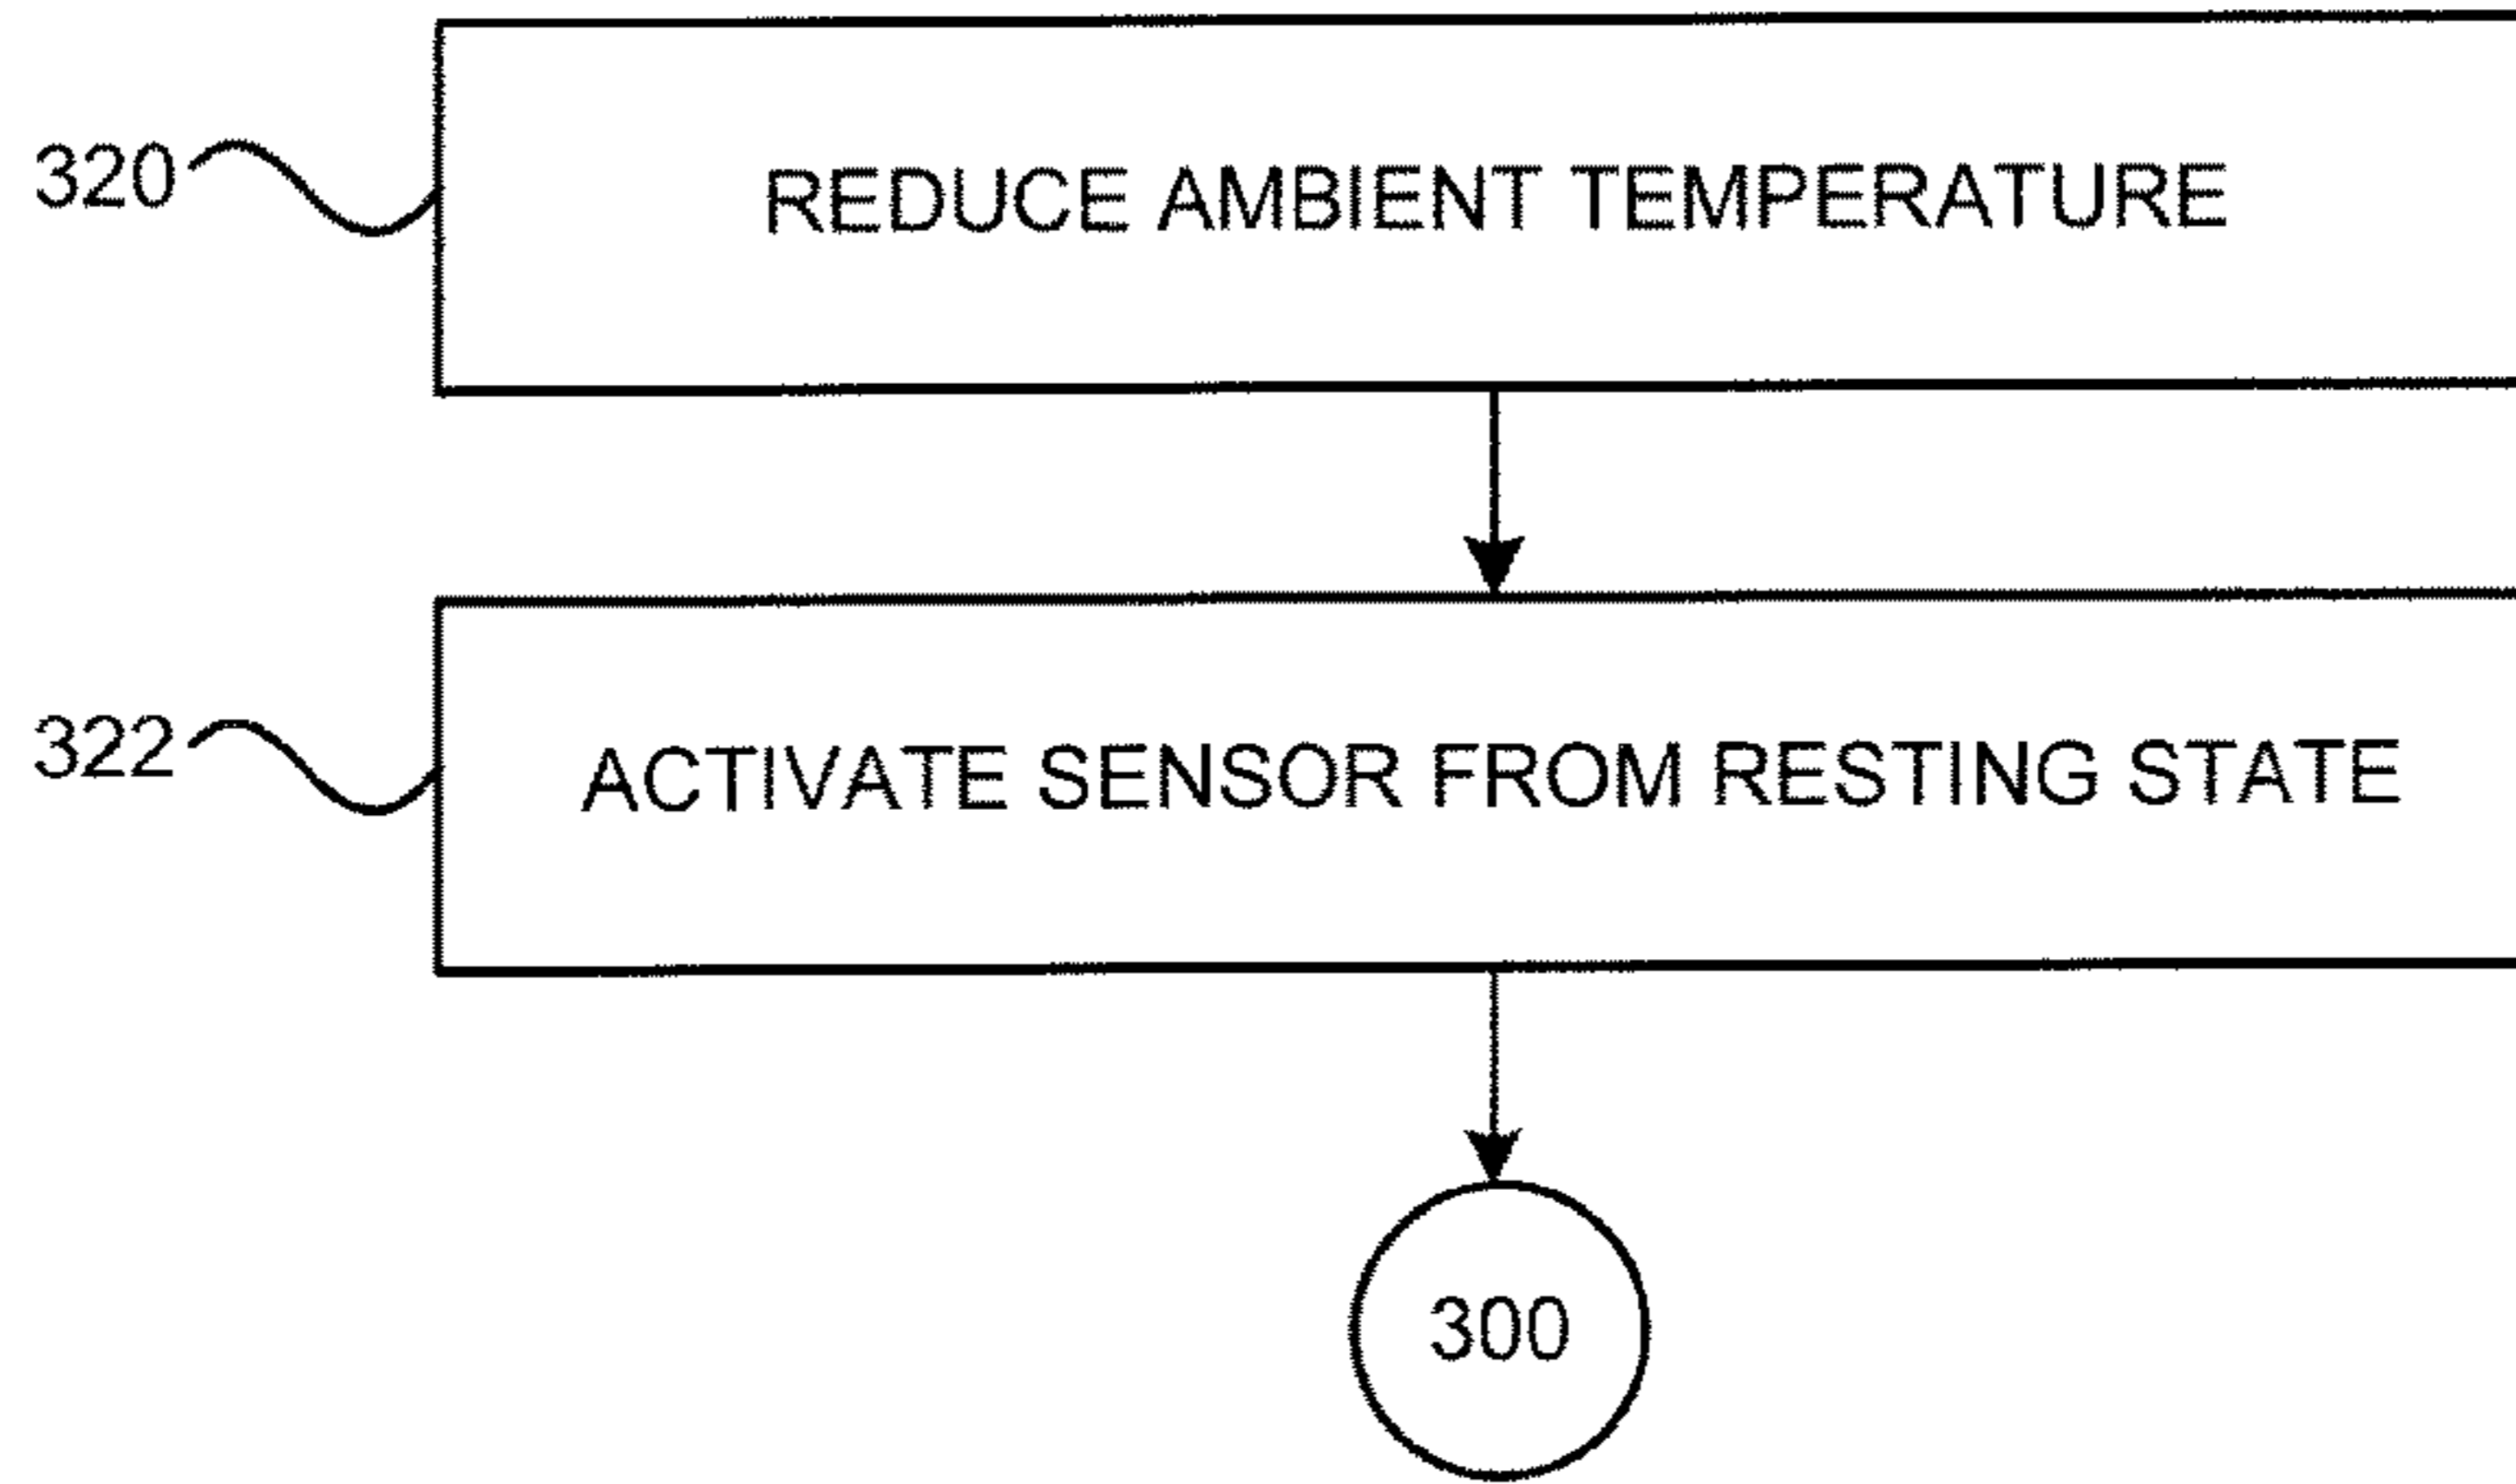 320
REDUCE AMBIENT TEMPERATURE
322
ACTIVATE SENSOR FROM RESTING STATE
300